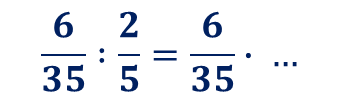 6/35 : 2/5 = 6/35 · ...